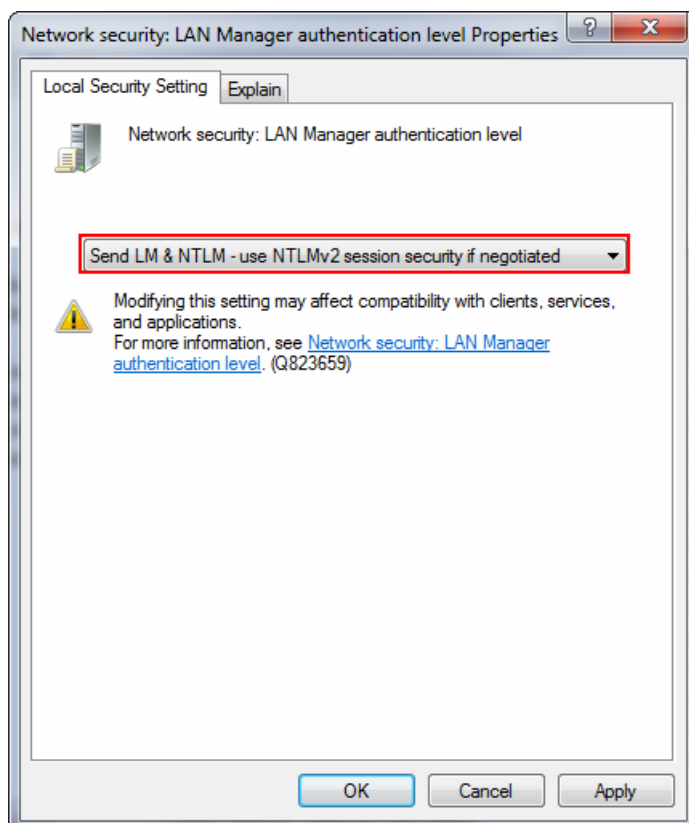 Network security: LAN Manager authentication level Properties
Local Security Setting
Explain
Network security: LAN Manager authentication level
Send LM & NTLM - use NTLMv2 session security if negotiated
Modifying this setting may affect compatibility with clients, services,
and applications.
For more information, see Network security: LAN Manager
authentication level. (Q823659)
OK
Cancel
Apply